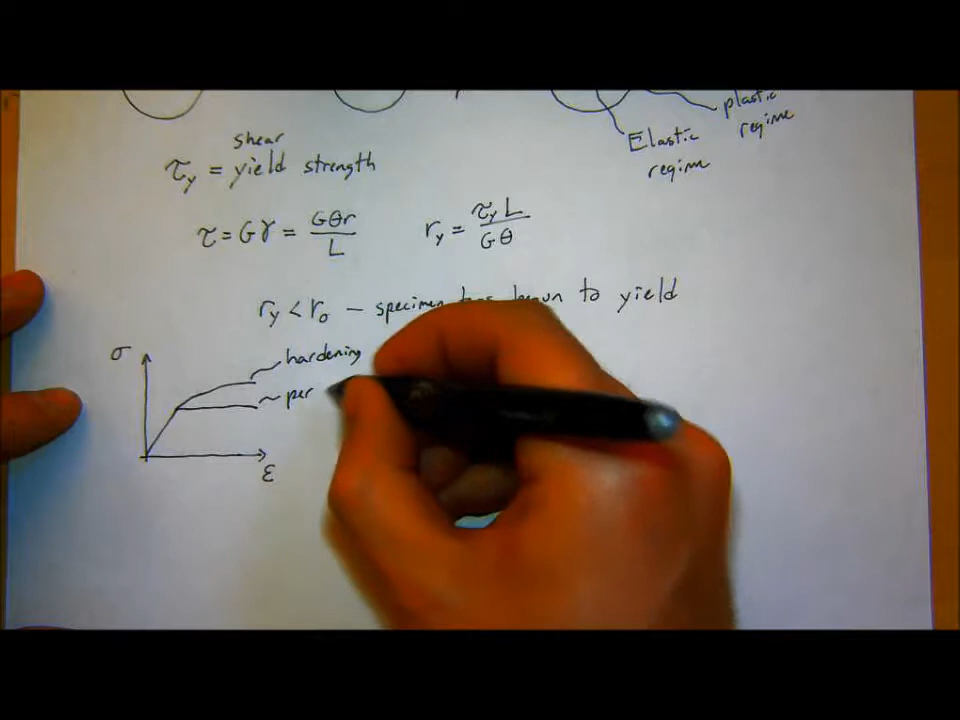 plastic
regime
Elastic
regime
shear
τy = yield strength
τ = Gγ = Gθr/L
ry = τyL/Gθ
ry < ro – specimen begun to yield
σ
hardening
per
ε